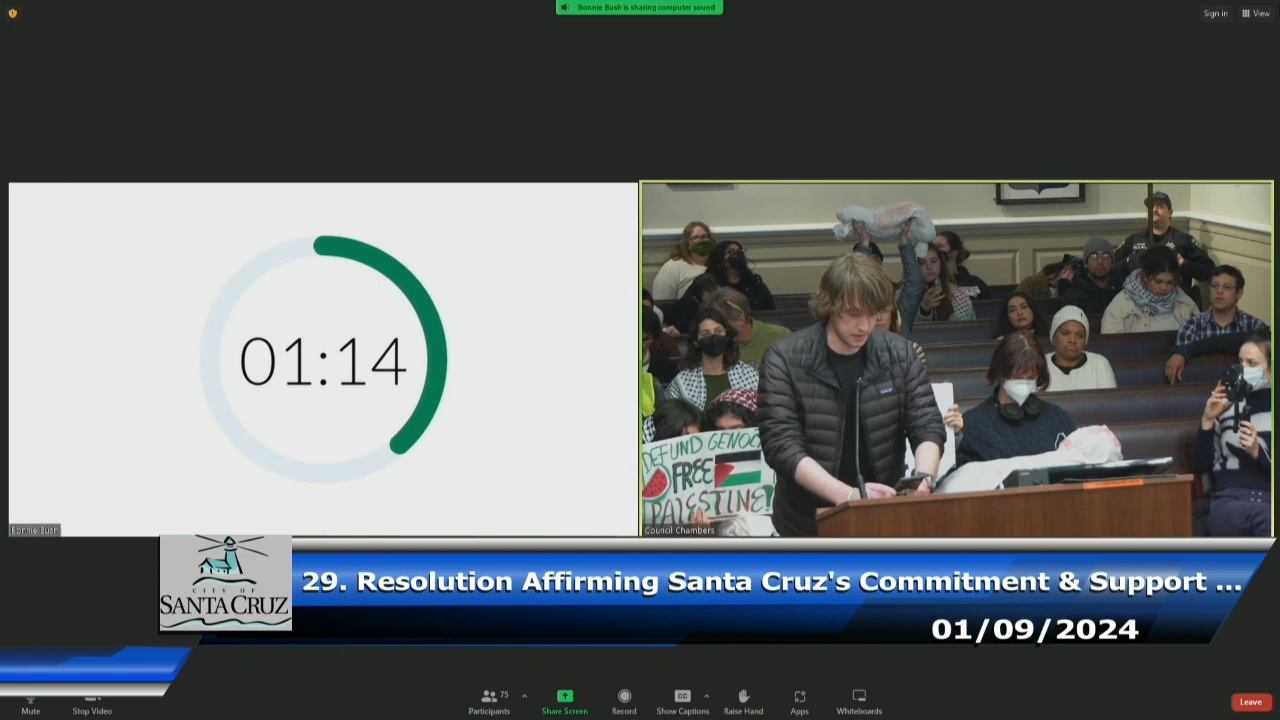 Bonnie Bush is sharing computer sound
Sign in
View
01:14
DEFUND GENOC
FREE
PALESTINE!
Bonnie Bush
Council Chambers
CITY OF
SANTA CRUZ
29. Resolution Affirming Santa Cruz's Commitment & Support ...
01/09/2024
Mute
Stop Video
Participants
75
Share Screen
Record
CC
Show Captions
Raise Hand
Apps
Whiteboards
Leave